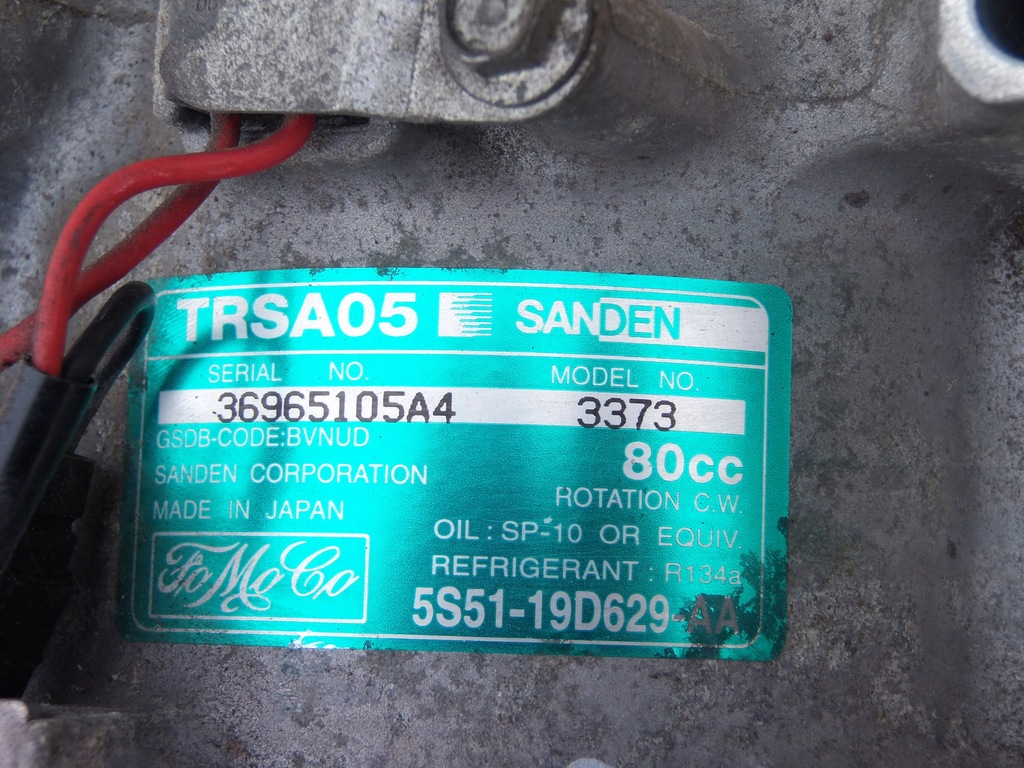 TRSA05 SANDEN
SERIAL NO. MODEL NO.
36965105A4 3373
GSDB-CODE:BVNUD
80cc
SANDEN CORPORATION
ROTATION C.W.
MADE IN JAPAN
OIL : SP-10 OR EQUIV.
REFRIGERANT : R134a
FoMoCo
5S51-19D629-AA